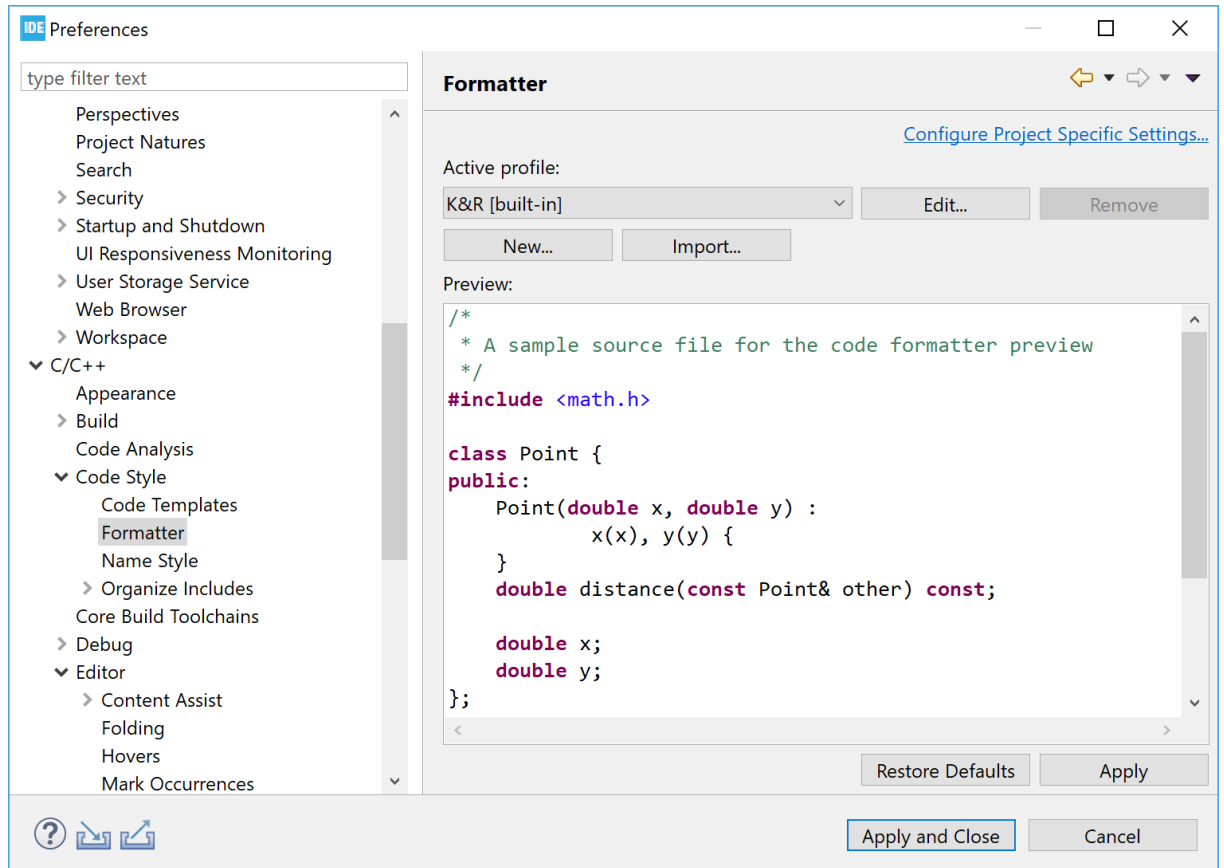 IDE Preferences
type filter text
Perspectives
Project Natures
Search
Security
Startup and Shutdown
UI Responsiveness Monitoring
User Storage Service
Web Browser
Workspace
C/C++
Appearance
Build
Code Analysis
Code Style
Code Templates
Formatter
Name Style
Organize Includes
Core Build Toolchains
Debug
Editor
Content Assist
Folding
Hovers
Mark Occurrences
Formatter
Configure Project Specific Settings...
Active profile:
K&R [built-in]
Edit...
Remove
New...
Import...
Preview:
/*
 * A sample source file for the code formatter preview
 */
#include <math.h>
class Point {
public:
    Point(double x, double y) :
            x(x), y(y) {
    }
    double distance(const Point& other) const;
    double x;
    double y;
};
Restore Defaults
Apply
Apply and Close
Cancel